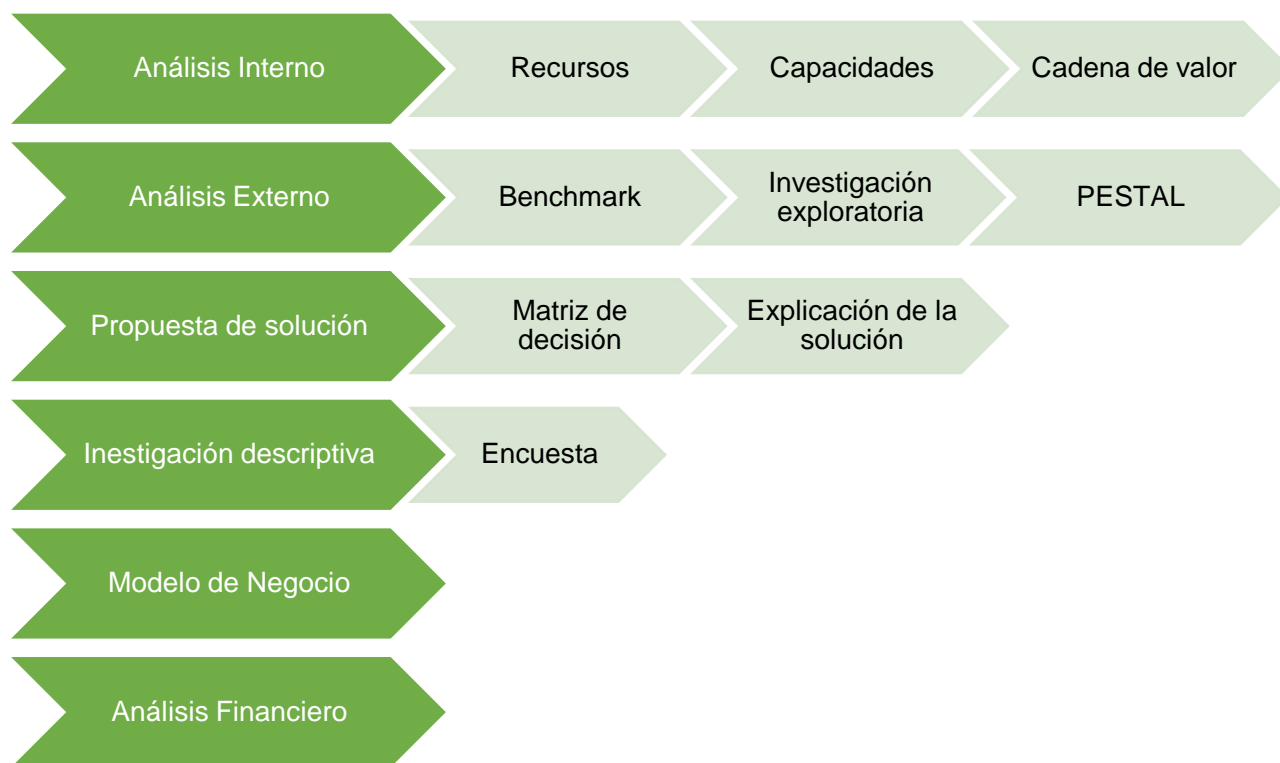 Análisis Interno
Recursos
Capacidades
Cadena de valor
Análisis Externo
Benchmark
Investigación
exploratoria
PESTAL
Propuesta de solución
Matriz de
decisión
Explicación de la
solución
Inestigación descriptiva
Encuesta
Modelo de Negocio
Análisis Financiero